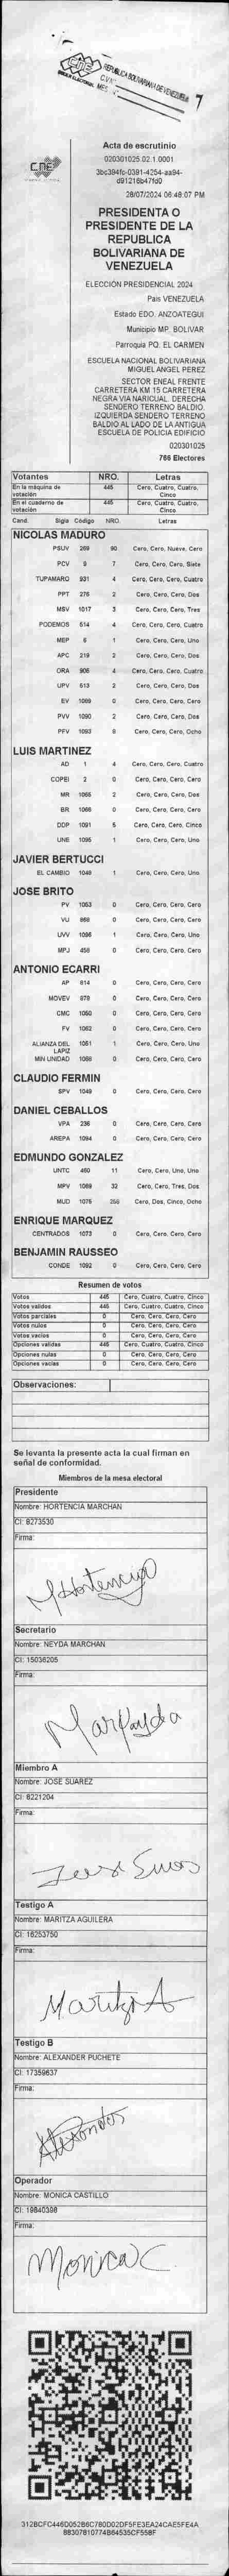 CNE
REPUBLICA BOLIVARIANA DE VENEZUELA
7
CNE
Acta de escrutinio
020301025.02.1.0001
3bc394fc-0391-4254-aa94-
d91216b47fd0
28/07/2024 06:48:07 PM
PRESIDENTA O
PRESIDENTE DE LA
REPUBLICA
BOLIVARIANA DE
VENEZUELA
ELECCIÓN PRESIDENCIAL 2024
Pais VENEZUELA
Estado EDO. ANZOATEGUI
Municipio MP. BOLIVAR
Parroquia PQ. EL CARMEN
ESCUELA NACIONAL BOLIVARIANA
MIGUEL ANGEL PEREZ
SECTOR ENEAL FRENTE
CARRETERA KM 15 CARRETERA
NEGRA VIA NARICUAL. DERECHA
SENDERO TERRENO BALDIO.
IZQUIERDA SENDERO TERRENO
BALDIO AL LADO DE LA ANTIGUA
ESCUELA DE POLICIA EDIFICIO
020301025
766 Electores
Votantes NRO. Letras
En la máquina de votación 445 Cero, Cuatro, Cuatro, Cinco
En el cuaderno de votación 445 Cero, Cuatro, Cuatro, Cinco
Cand. Sigla Código NRO. Letras
NICOLAS MADURO
PSUV 269 90 Cero, Cero, Nueve, Cero
PCV 9 7 Cero, Cero, Cero, Siete
TUPAMARO 931 4 Cero, Cero, Cero, Cuatro
PPT 276 2 Cero, Cero, Cero, Dos
MSV 1017 3 Cero, Cero, Cero, Tres
PODEMOS 514 4 Cero, Cero, Cero, Cuatro
MEP 6 1 Cero, Cero, Cero, Uno
APC 219 2 Cero, Cero, Cero, Dos
ORA 906 4 Cero, Cero, Cero, Cuatro
UPV 513 2 Cero, Cero, Cero, Dos
EV 1089 0 Cero, Cero, Cero, Cero
PVV 1090 2 Cero, Cero, Cero, Dos
PFV 1093 8 Cero, Cero, Cero, Ocho
LUIS MARTINEZ
AD 1 4 Cero, Cero, Cero, Cuatro
COPEI 2 0 Cero, Cero, Cero, Cero
MR 1065 2 Cero, Cero, Cero, Dos
BR 1066 0 Cero, Cero, Cero, Cero
DDP 1091 5 Cero, Cero, Cero, Cinco
UNE 1095 1 Cero, Cero, Cero, Uno
JAVIER BERTUCCI
EL CAMBIO 1048 1 Cero, Cero, Cero, Uno
JOSE BRITO
PV 1053 0 Cero, Cero, Cero, Cero
VU 868 0 Cero, Cero, Cero, Cero
UVV 1096 1 Cero, Cero, Cero, Uno
MPJ 458 0 Cero, Cero, Cero, Cero
ANTONIO ECARRI
AP 814 0 Cero, Cero, Cero, Cero
MOVEV 979 0 Cero, Cero, Cero, Cero
CMC 1050 0 Cero, Cero, Cero, Cero
FV 1062 0 Cero, Cero, Cero, Cero
ALIANZA DEL LAPIZ 1051 1 Cero, Cero, Cero, Uno
MIN UNIDAD 1058 0 Cero, Cero, Cero, Cero
CLAUDIO FERMIN
SPV 1049 0 Cero, Cero, Cero, Cero
DANIEL CEBALLOS
VPA 236 0 Cero, Cero, Cero, Cero
AREPA 1094 0 Cero, Cero, Cero, Cero
EDMUNDO GONZALEZ
UNTC 460 11 Cero, Cero, Uno, Uno
MPV 1069 32 Cero, Cero, Tres, Dos
MUD 1075 258 Cero, Dos, Cinco, Ocho
ENRIQUE MARQUEZ
CENTRADOS 1073 0 Cero, Cero, Cero, Cero
BENJAMIN RAUSSEO
CONDE 1092 0 Cero, Cero, Cero, Cero
Resumen de votos
Votos 445 Cero, Cuatro, Cuatro, Cinco
Votos validos 445 Cero, Cuatro, Cuatro, Cinco
Votos parciales 0 Cero, Cero, Cero, Cero
Votos nulos 0 Cero, Cero, Cero, Cero
Votos vacios 0 Cero, Cero, Cero, Cero
Opciones validas 445 Cero, Cuatro, Cuatro, Cinco
Opciones nulas 0 Cero, Cero, Cero, Cero
Opciones vacias 0 Cero, Cero, Cero, Cero
Observaciones:
Se levanta la presente acta la cual firman en
señal de conformidad.
Miembros de la mesa electoral
Presidente
Nombre: HORTENCIA MARCHAN
CI: 8273530
Firma:
Hortencia
Secretario
Nombre: NEYDA MARCHAN
CI: 15036205
Firma:
Miembro A
Nombre: JOSE SUAREZ
CI: 8221204
Firma:
Testigo A
Nombre: MARITZA AGUILERA
CI: 16253750
Firma:
Maritza A
Testigo B
Nombre: ALEXANDER PUCHETE
CI: 17359637
Firma:
Operador
Nombre: MONICA CASTILLO
CI: 19840398
Firma:
Monica C
312BCFC446D052B6C780D02DF5FE3EA24CAE5FE4A
B8307810774B64535CF558F